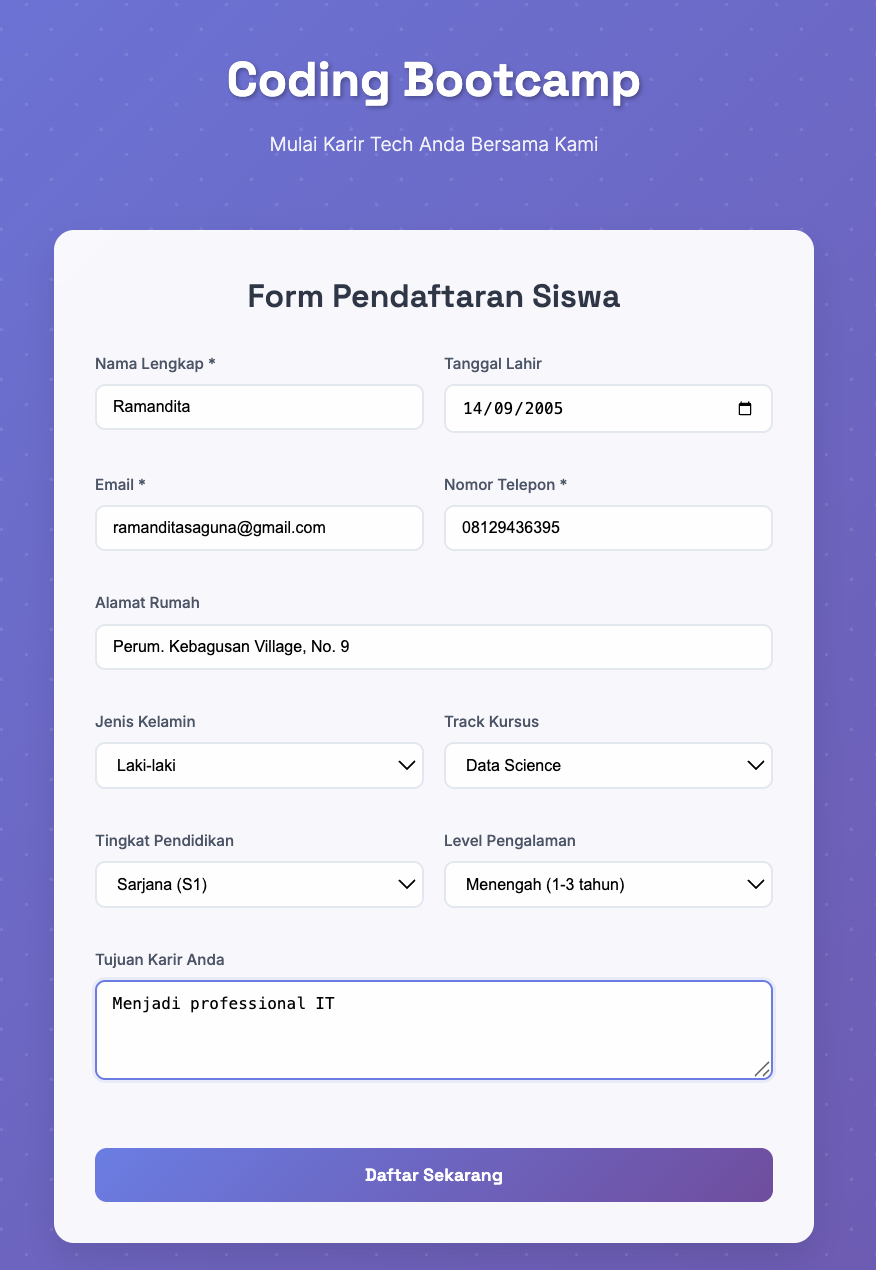 Coding Bootcamp
Mulai Karir Tech Anda Bersama Kami
Form Pendaftaran Siswa
Nama Lengkap *
Ramandita
Tanggal Lahir
14/09/2005
Email *
ramanditasaguna@gmail.com
Nomor Telepon *
08129436395
Alamat Rumah
Perum. Kebagusan Village, No. 9
Jenis Kelamin
Laki-laki
Track Kursus
Data Science
Tingkat Pendidikan
Sarjana (S1)
Level Pengalaman
Menengah (1-3 tahun)
Tujuan Karir Anda
Menjadi professional IT
Daftar Sekarang